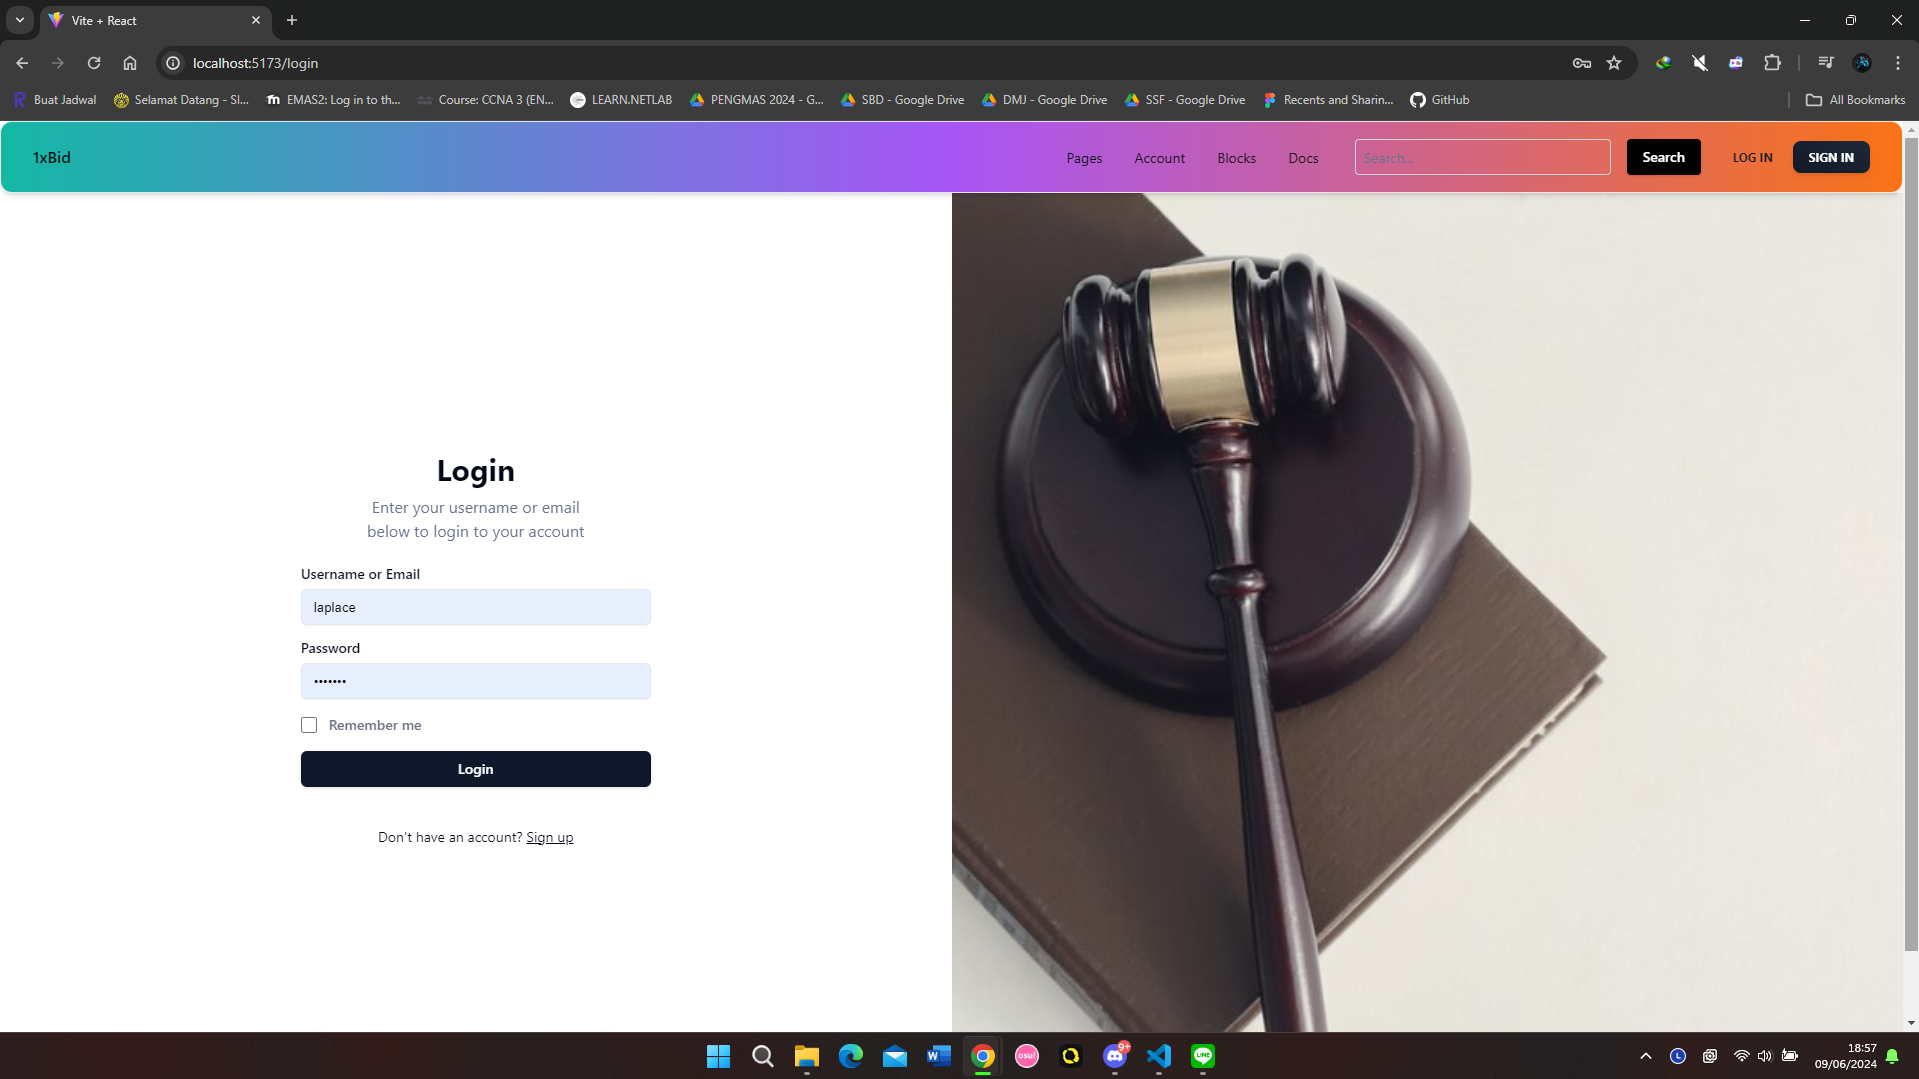 Vite + React
localhost:5173/login
Buat Jadwal
Selamat Datang - SI...
EMAS2: Log in to th...
Course: CCNA 3 (EN...
LEARN.NETLAB
PENGMAS 2024 - G...
SBD - Google Drive
DMJ - Google Drive
SSF - Google Drive
Recents and Sharin...
GitHub
All Bookmarks
1xBid
Pages
Account
Blocks
Docs
Search...
Search
LOG IN
SIGN IN
Login
Enter your username or email
below to login to your account
Username or Email
laplace
Password
•••••••
Remember me
Login
Don't have an account? Sign up
osu!
9+
LINE
L
18:57
09/06/2024